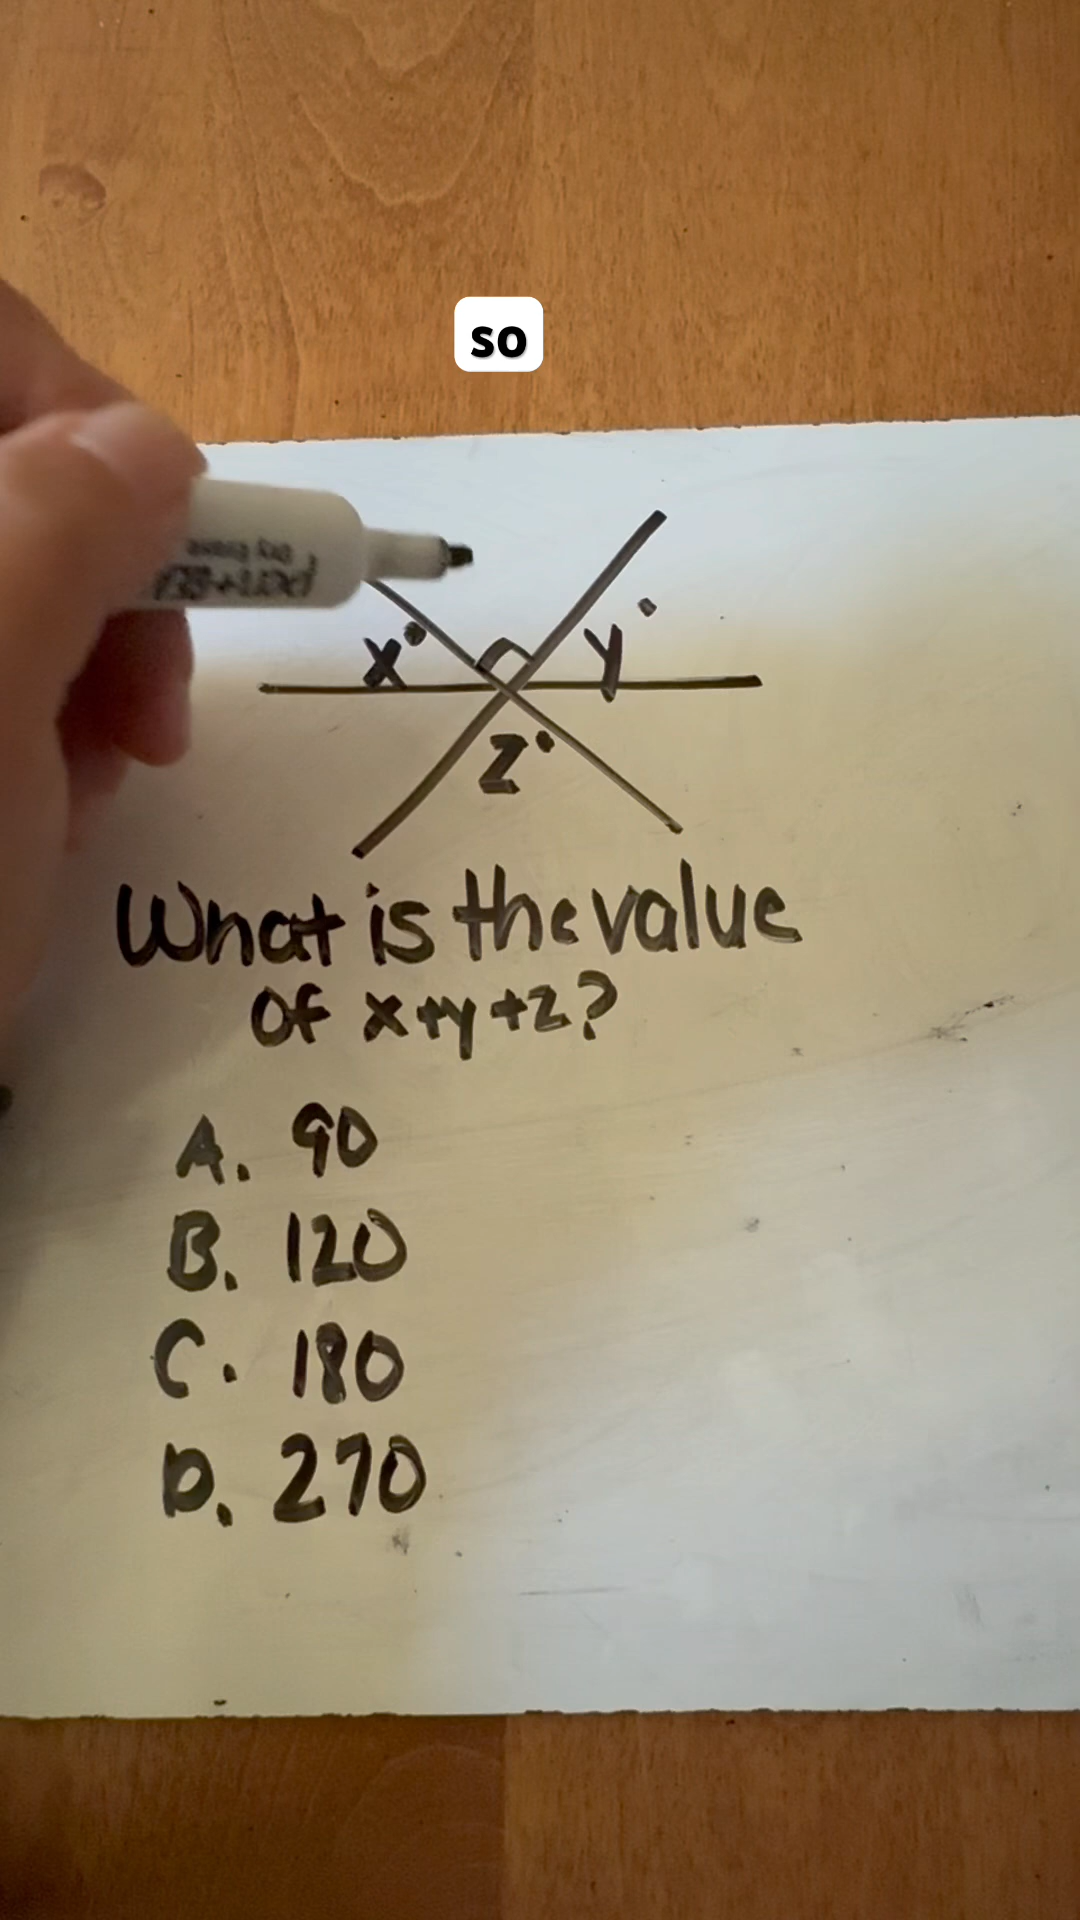 so
x°
y°
z°
What is the value
of x+y+z?
A. 90
B. 120
C. 180
D. 270